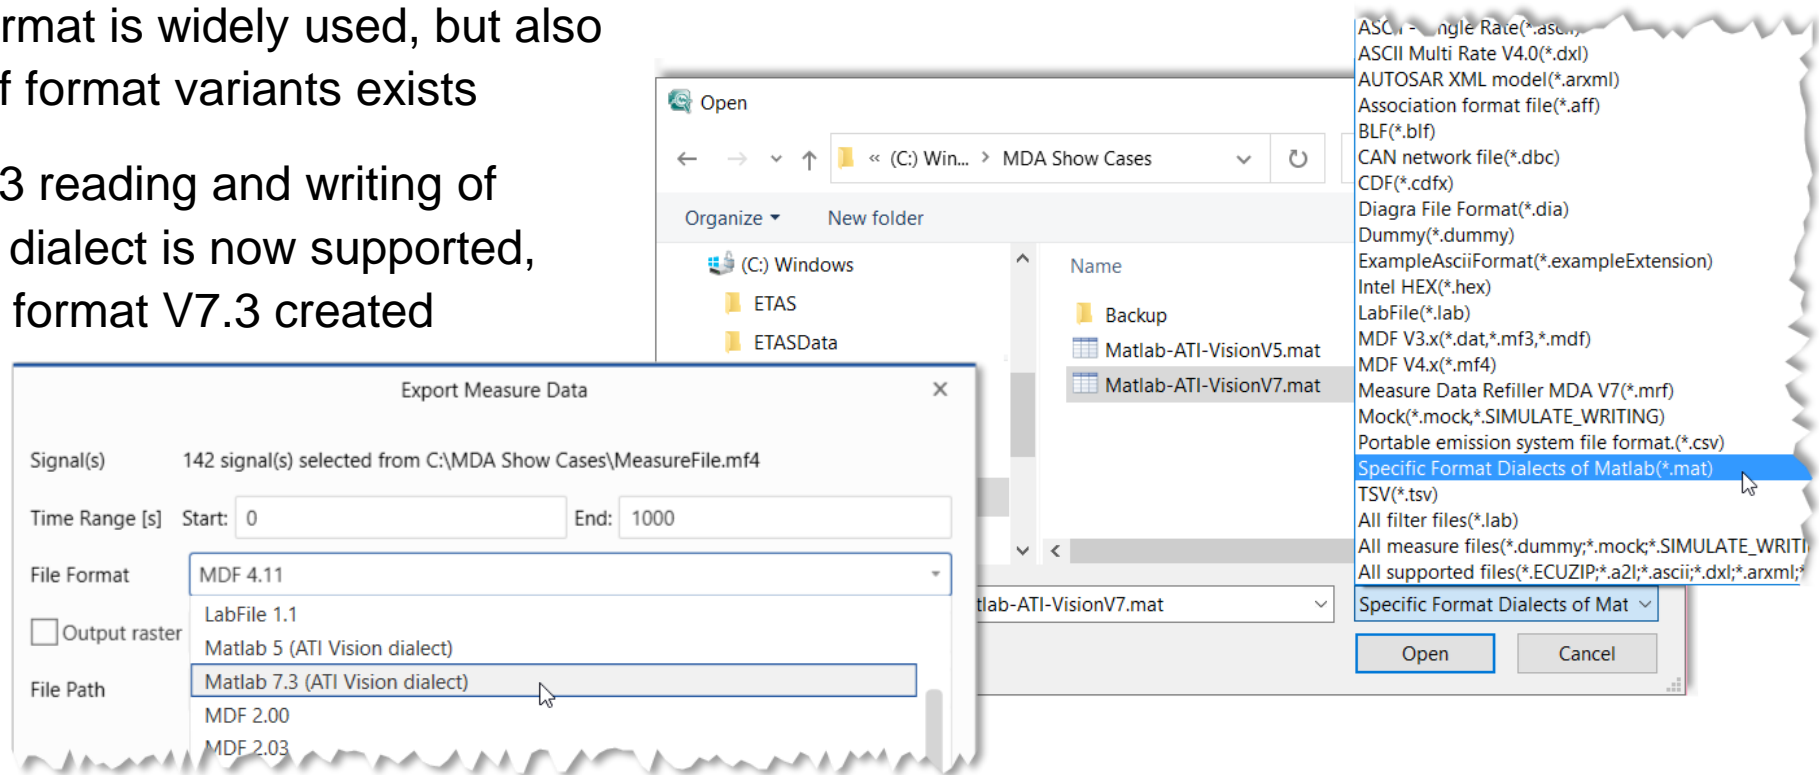 rmat is widely used, but also
f format variants exists
3 reading and writing of
dialect is now supported,
format V7.3 created
Open
« (C:) Win... > MDA Show Cases
Organize
New folder
(C:) Windows
ETAS
ETASData
Name
Backup
Matlab-ATI-VisionV5.mat
Matlab-ATI-VisionV7.mat
tlab-ATI-VisionV7.mat
ASCII Multi Rate V4.0(*.dxl)
AUTOSAR XML model(*.arxml)
Association format file(*.aff)
BLF(*.blf)
CAN network file(*.dbc)
CDF(*.cdfx)
Diagra File Format(*.dia)
Dummy(*.dummy)
ExampleAsciiFormat(*.exampleExtension)
Intel HEX(*.hex)
LabFile(*.lab)
MDF V3.x(*.dat,*.mf3,*.mdf)
MDF V4.x(*.mf4)
Measure Data Refiller MDA V7(*.mrf)
Mock(*.mock,*.SIMULATE_WRITING)
Portable emission system file format.(*.csv)
Specific Format Dialects of Matlab(*.mat)
TSV(*.tsv)
All filter files(*.lab)
All measure files(*.dummy;*.mock;*.SIMULATE_WRITI
All supported files(*.ECUZIP;*.a2l;*.ascii;*.dxl;*.arxml;*
Specific Format Dialects of Mat
Open
Cancel
Export Measure Data
Signal(s) 142 signal(s) selected from C:\MDA Show Cases\MeasureFile.mf4
Time Range [s] Start: 0 End: 1000
File Format MDF 4.11
LabFile 1.1
Output raster
Matlab 5 (ATI Vision dialect)
File Path
Matlab 7.3 (ATI Vision dialect)
MDF 2.00
MDF 2.03